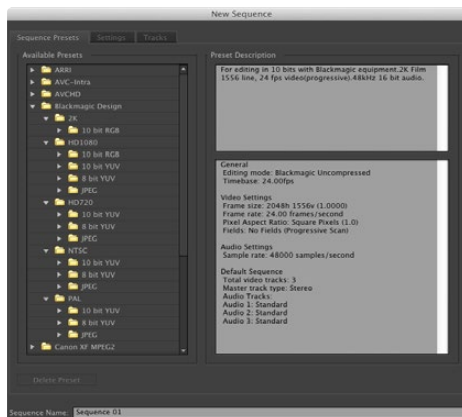 New Sequence
Sequence Presets
Settings
Tracks
Available Presets
ARRI
AVC-Intra
AVCHD
Blackmagic Design
2K
10 bit RGB
HD1080
10 bit RGB
10 bit YUV
8 bit YUV
JPEG
HD720
10 bit YUV
8 bit YUV
JPEG
NTSC
10 bit YUV
8 bit YUV
JPEG
PAL
10 bit YUV
8 bit YUV
JPEG
Canon XF MPEG2
Delete Preset
Preset Description
For editing in 10 bits with Blackmagic equipment.2K Film
1556 line, 24 fps video(progressive).48kHz 16 bit audio.
General
Editing mode: Blackmagic Uncompressed
Timebase: 24.00fps
Video Settings
Frame size: 2048h 1556v (1.0000)
Frame rate: 24.00 frames/second
Pixel Aspect Ratio: Square Pixels (1.0)
Fields: No Fields (Progressive Scan)
Audio Settings
Sample rate: 48000 samples/second
Default Sequence
Total video tracks: 3
Master track type: Stereo
Audio Tracks:
Audio 1: Standard
Audio 2: Standard
Audio 3: Standard
Sequence Name: Sequence 01